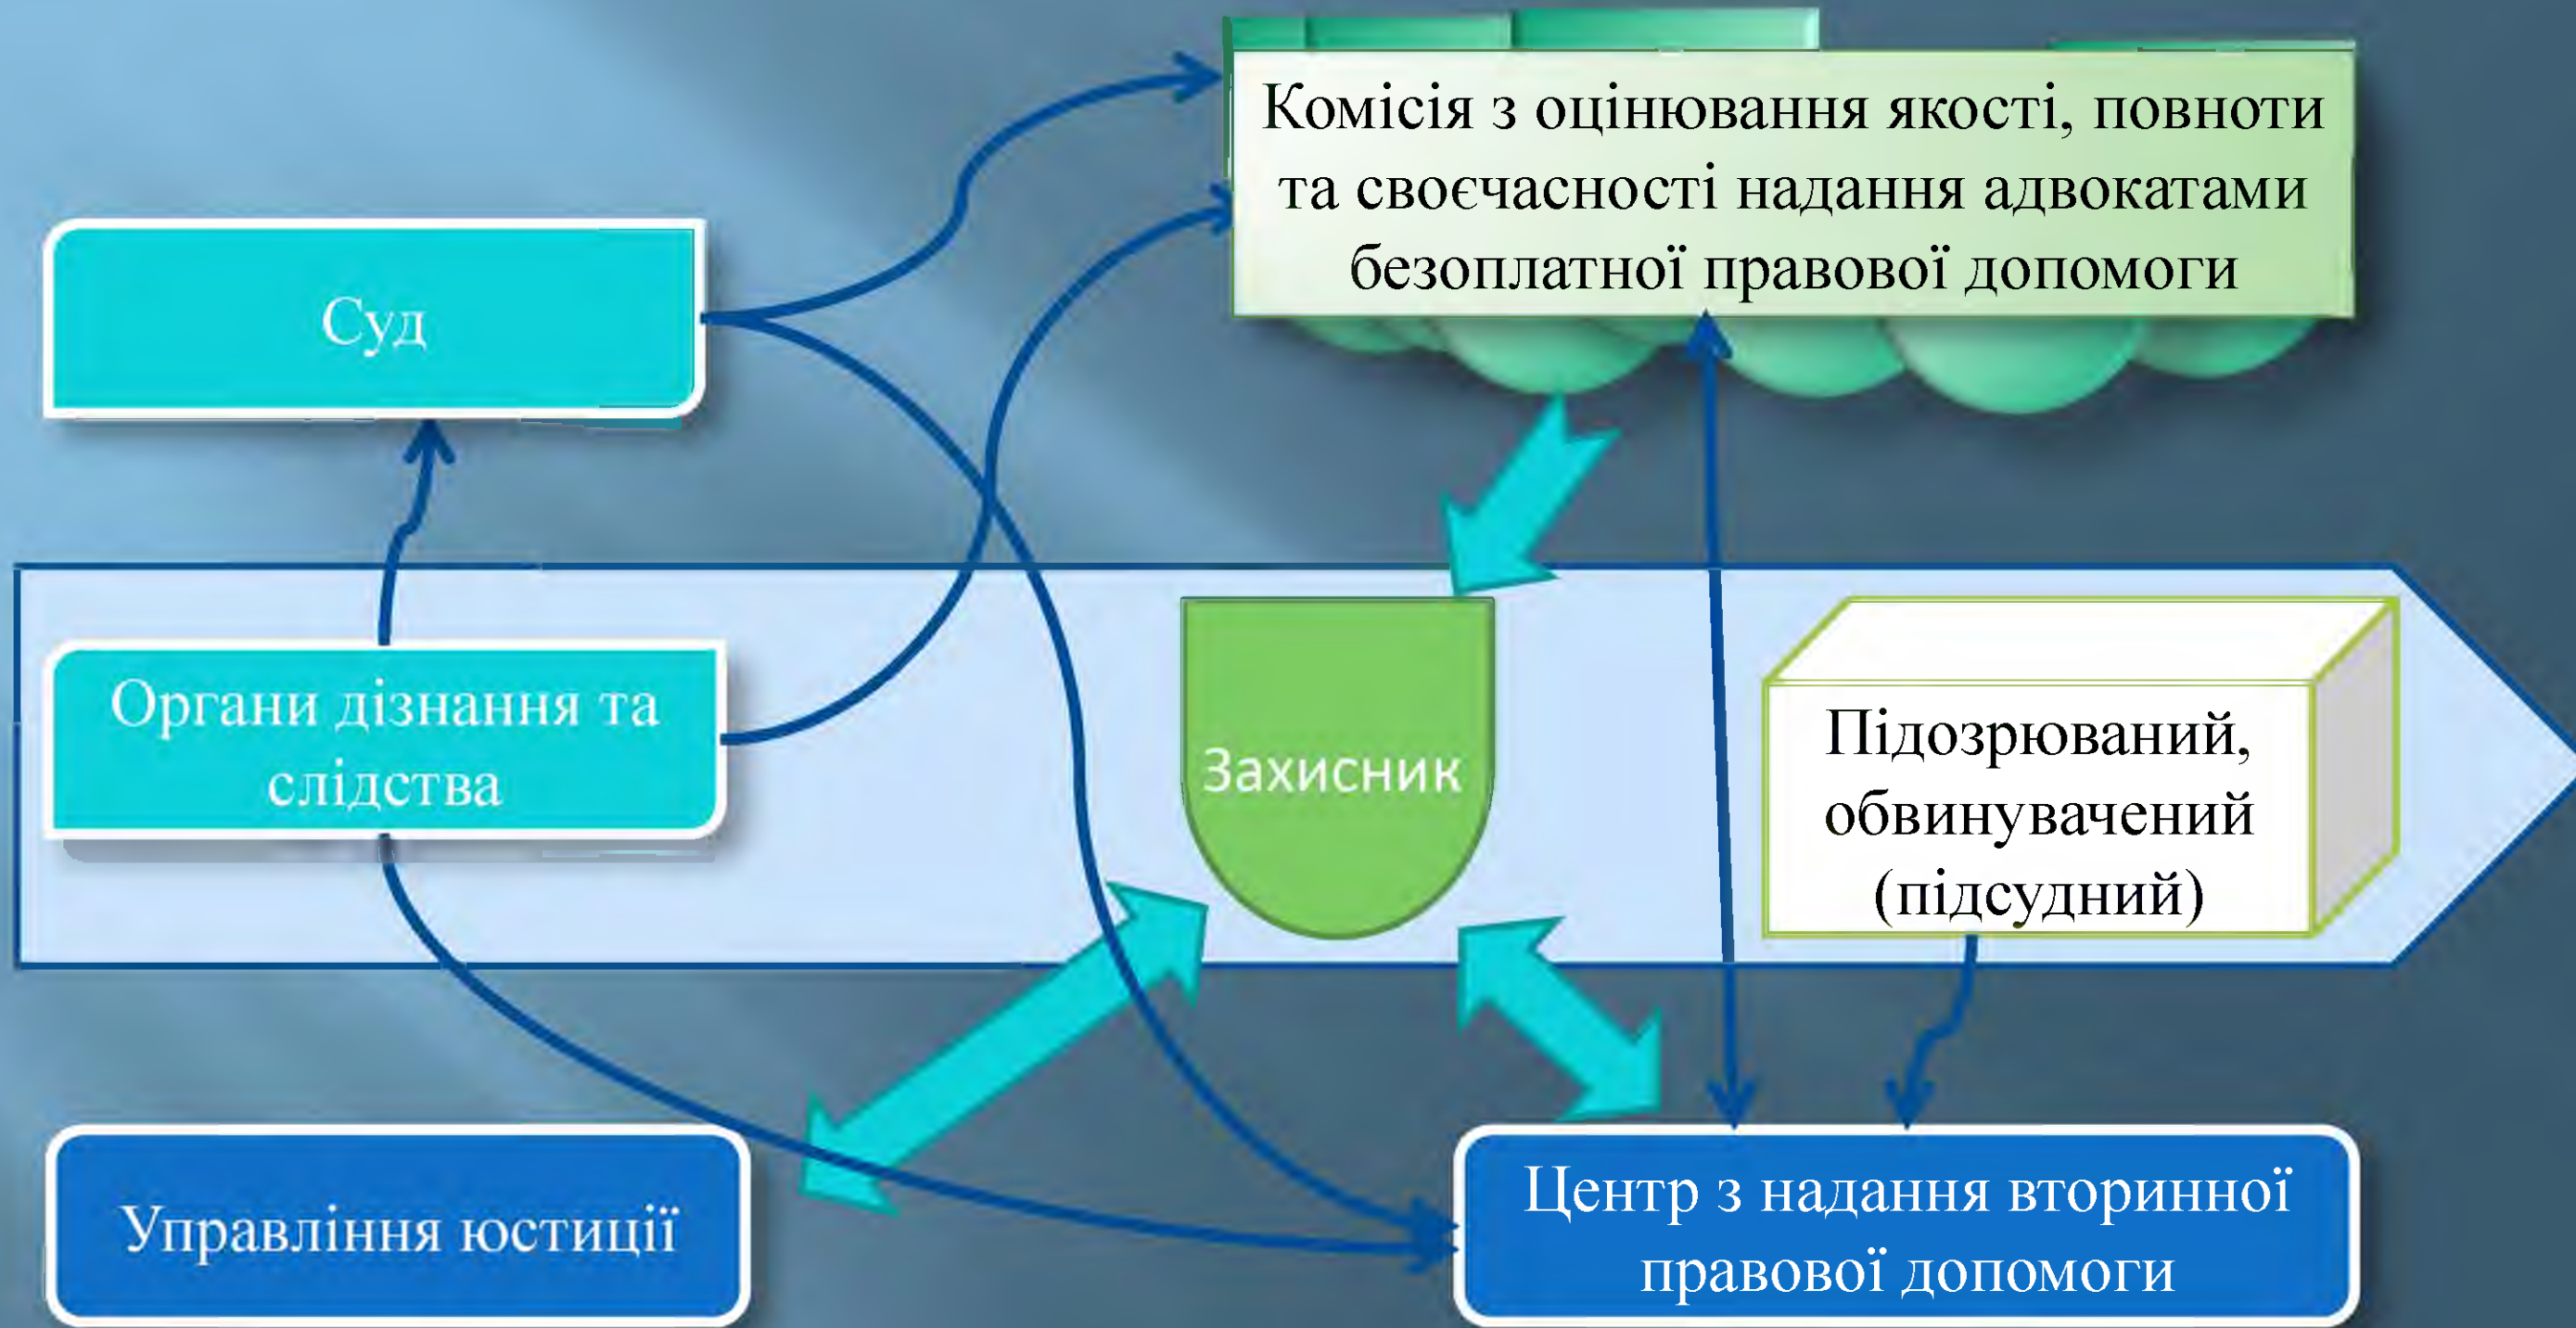 Комісія з оцінювання якості, повноти
та своєчасності надання адвокатами
безоплатної правової допомоги
Суд
Органи дізнання та
слідства
Захисник
Підозрюваний,
обвинувачений
(підсудний)
Управління юстиції
Центр з надання вторинної
правової допомоги